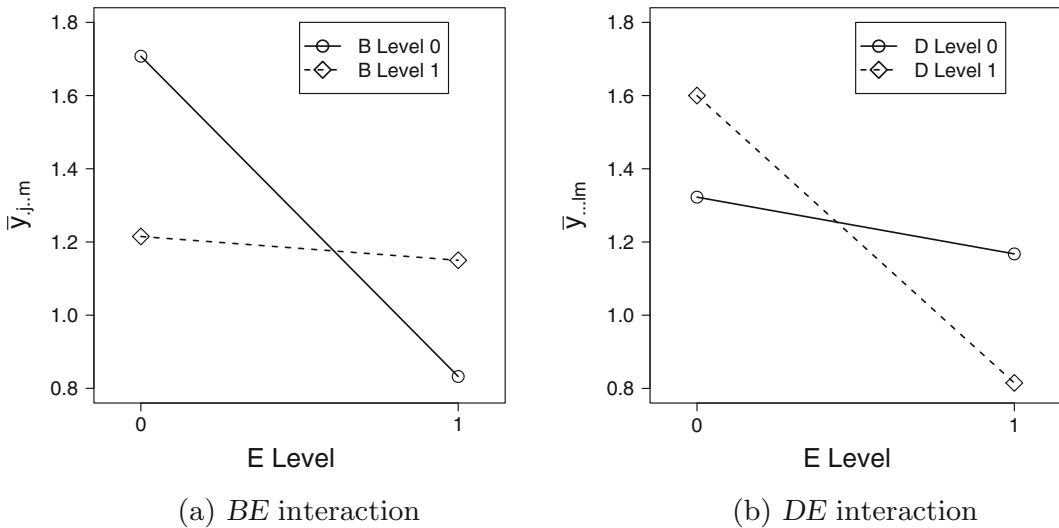 1.8
1.6
1.4
1.2
1.0
0.8
y̅.j..m
B Level 0
B Level 1
0 1
E Level
(a) BE interaction
1.8
1.6
1.4
1.2
1.0
0.8
y̅...lm
D Level 0
D Level 1
0 1
E Level
(b) DE interaction